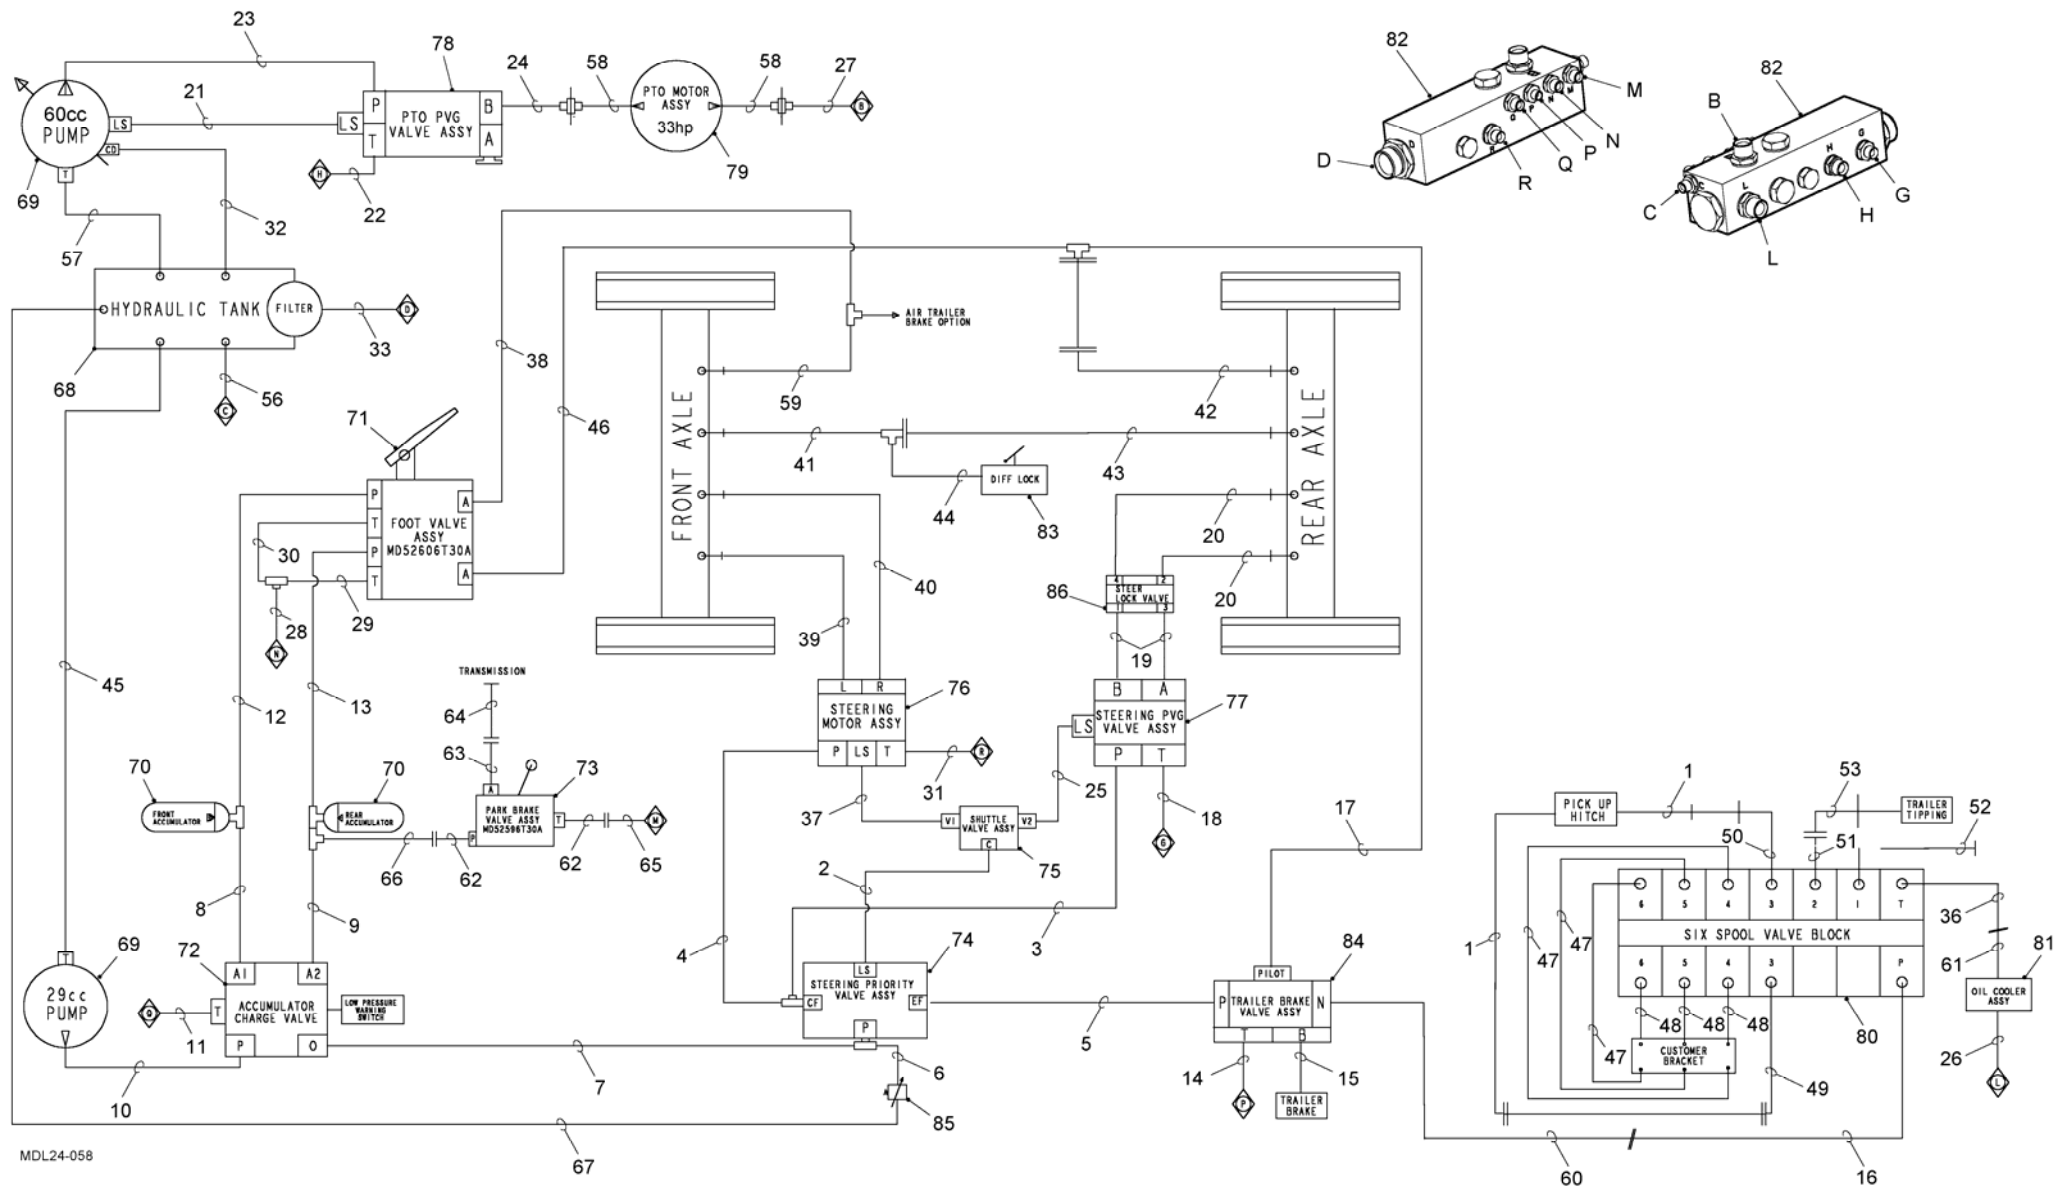 23
78
24
58
58
27
21
60cc
PUMP
LS
CD
T
69
LS
P
T
PTO PVG
VALVE ASSY
B
A
PTO MOTOR
ASSY
33hp
79
B
H
22
57
32
HYDRAULIC TANK
FILTER
D
33
68
56
C
82
D
M
N
P
Q
R
82
B
C
L
H
G
38
46
AIR TRAILER
BRAKE OPTION
59
42
71
FRONT AXLE
REAR AXLE
41
43
44
DIFF LOCK
83
P
T
P
T
FOOT VALVE
ASSY
MD52606T30A
A
A
30
29
28
N
20
20
4
2
STEER
LOCK VALVE
1
3
86
40
39
19
45
12
13
TRANSMISSION
64
63
73
A
PARK BRAKE
VALVE ASSY
MD52596T30A
P
T
62
65
M
66
62
70
FRONT
ACCUMULATOR
70
REAR
ACCUMULATOR
L
R
STEERING
MOTOR ASSY
P
LS
T
76
31
R
37
B
A
STEERING PVG
VALVE ASSY
LS
P
T
77
25
18
G
V1
SHUTTLE
VALVE ASSY
V2
C
75
2
3
4
17
8
9
69
72
29cc
PUMP
T
A1
A2
ACCUMULATOR
CHARGE VALVE
T
P
O
LOW PRESSURE
WARNING
SWITCH
Q
11
10
7
74
LS
STEERING PRIORITY
VALVE ASSY
CF
EF
P
6
85
67
5
84
PILOT
P
TRAILER BRAKE
VALVE ASSY
N
T
B
14
15
P
TRAILER
BRAKE
1
PICK UP
HITCH
53
TRAILER
TIPPING
52
50
51
6
5
4
3
2
1
T
SIX SPOOL VALVE BLOCK
6
5
4
3
P
36
61
81
OIL COOLER
ASSY
26
L
1
47
47
47
48
48
48
CUSTOMER
BRACKET
80
49
60
16
MDL24-058